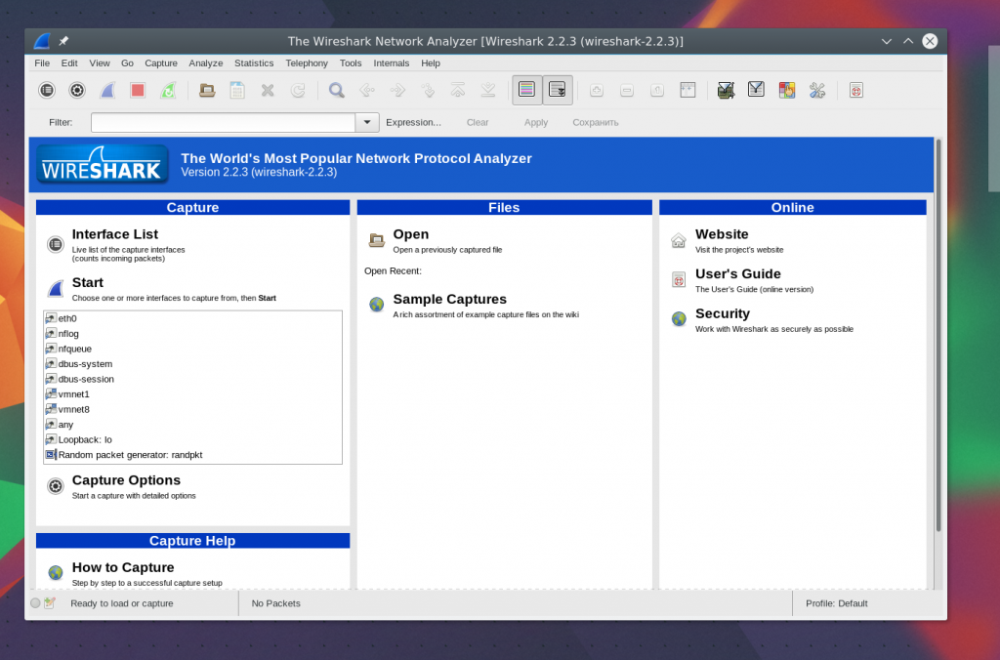 The Wireshark Network Analyzer [Wireshark 2.2.3 (wireshark-2.2.3)]
File Edit View Go Capture Analyze Statistics Telephony Tools Internals Help
Filter: Expression... Clear Apply Сохранить
WIRESHARK
The World's Most Popular Network Protocol Analyzer
Version 2.2.3 (wireshark-2.2.3)
Capture
Interface List
Live list of the capture interfaces
(counts incoming packets)
Start
Choose one or more interfaces to capture from, then Start
eth0
nflog
nfqueue
dbus-system
dbus-session
vmnet1
vmnet8
any
Loopback: lo
Random packet generator: randpkt
Capture Options
Start a capture with detailed options
Capture Help
How to Capture
Step by step to a successful capture setup
Files
Open
Open a previously captured file
Open Recent:
Sample Captures
A rich assortment of example capture files on the wiki
Online
Website
Visit the project's website
User's Guide
The User's Guide (online version)
Security
Work with Wireshark as securely as possible
Ready to load or capture No Packets Profile: Default